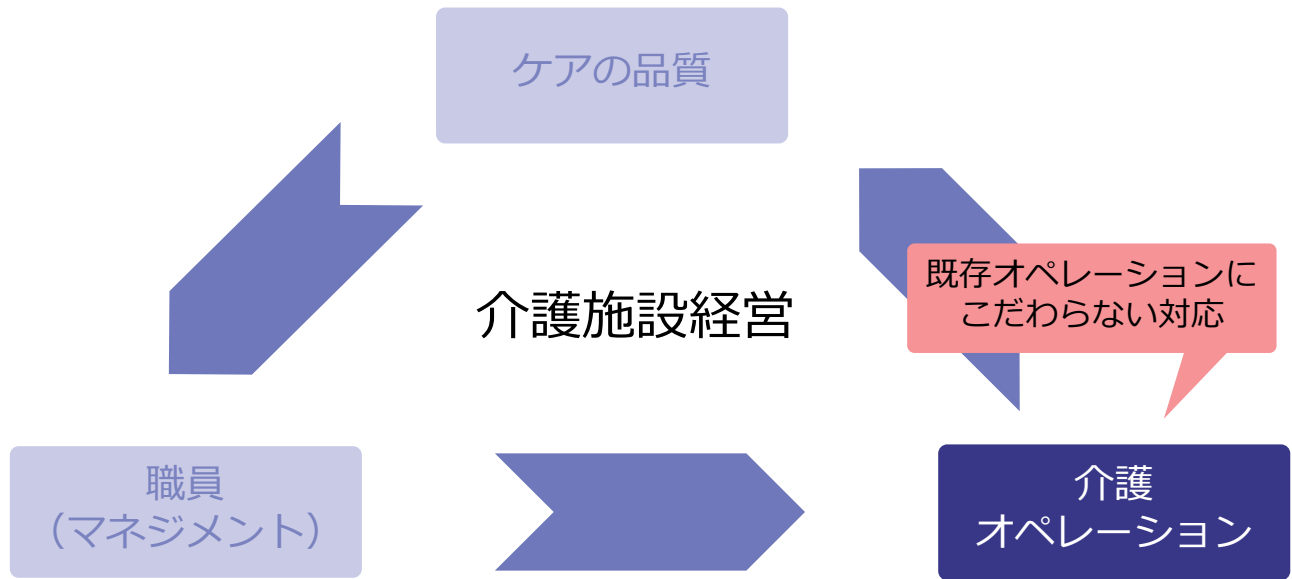 ケアの品質
既存オペレーションに
こだわらない対応
介護施設経営
職員
（マネジメント）
介護
オペレーション